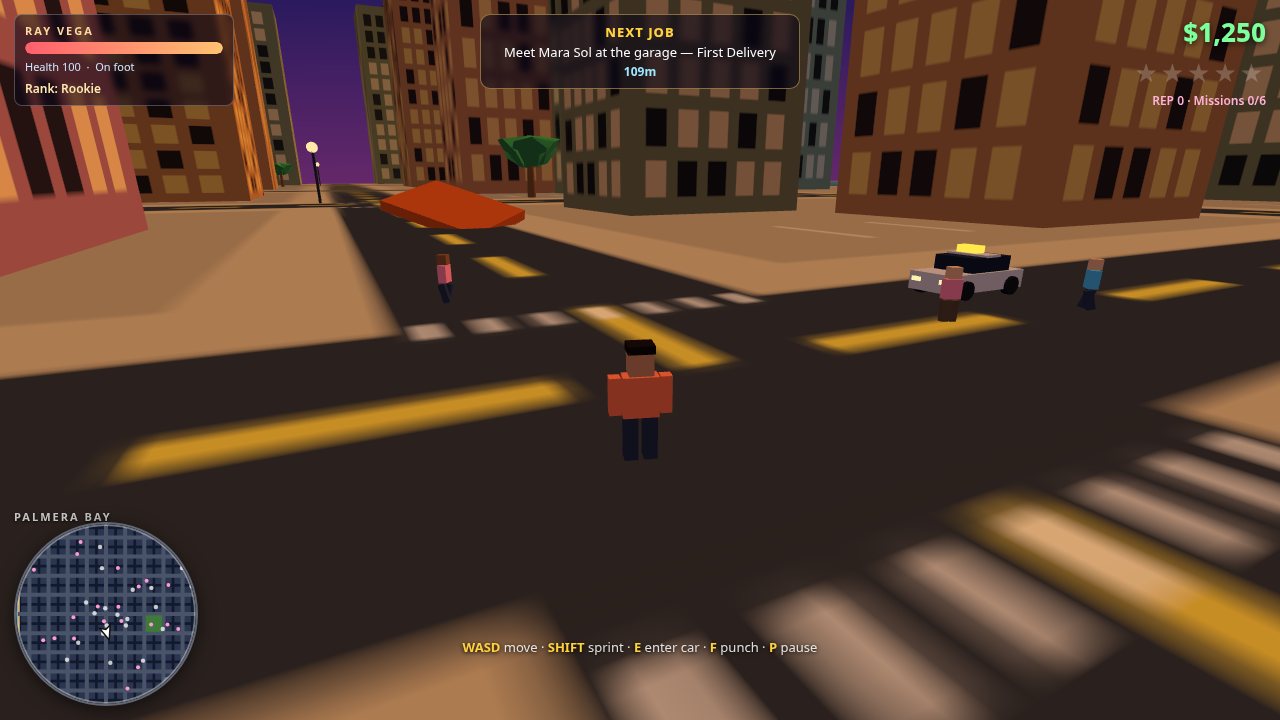 RAY VEGA
Health 100 · On foot
Rank: Rookie
NEXT JOB
Meet Mara Sol at the garage — First Delivery
109m
$1,250
★★★★★
REP 0 · Missions 0/6
PALMERA BAY
WASD move · SHIFT sprint · E enter car · F punch · P pause